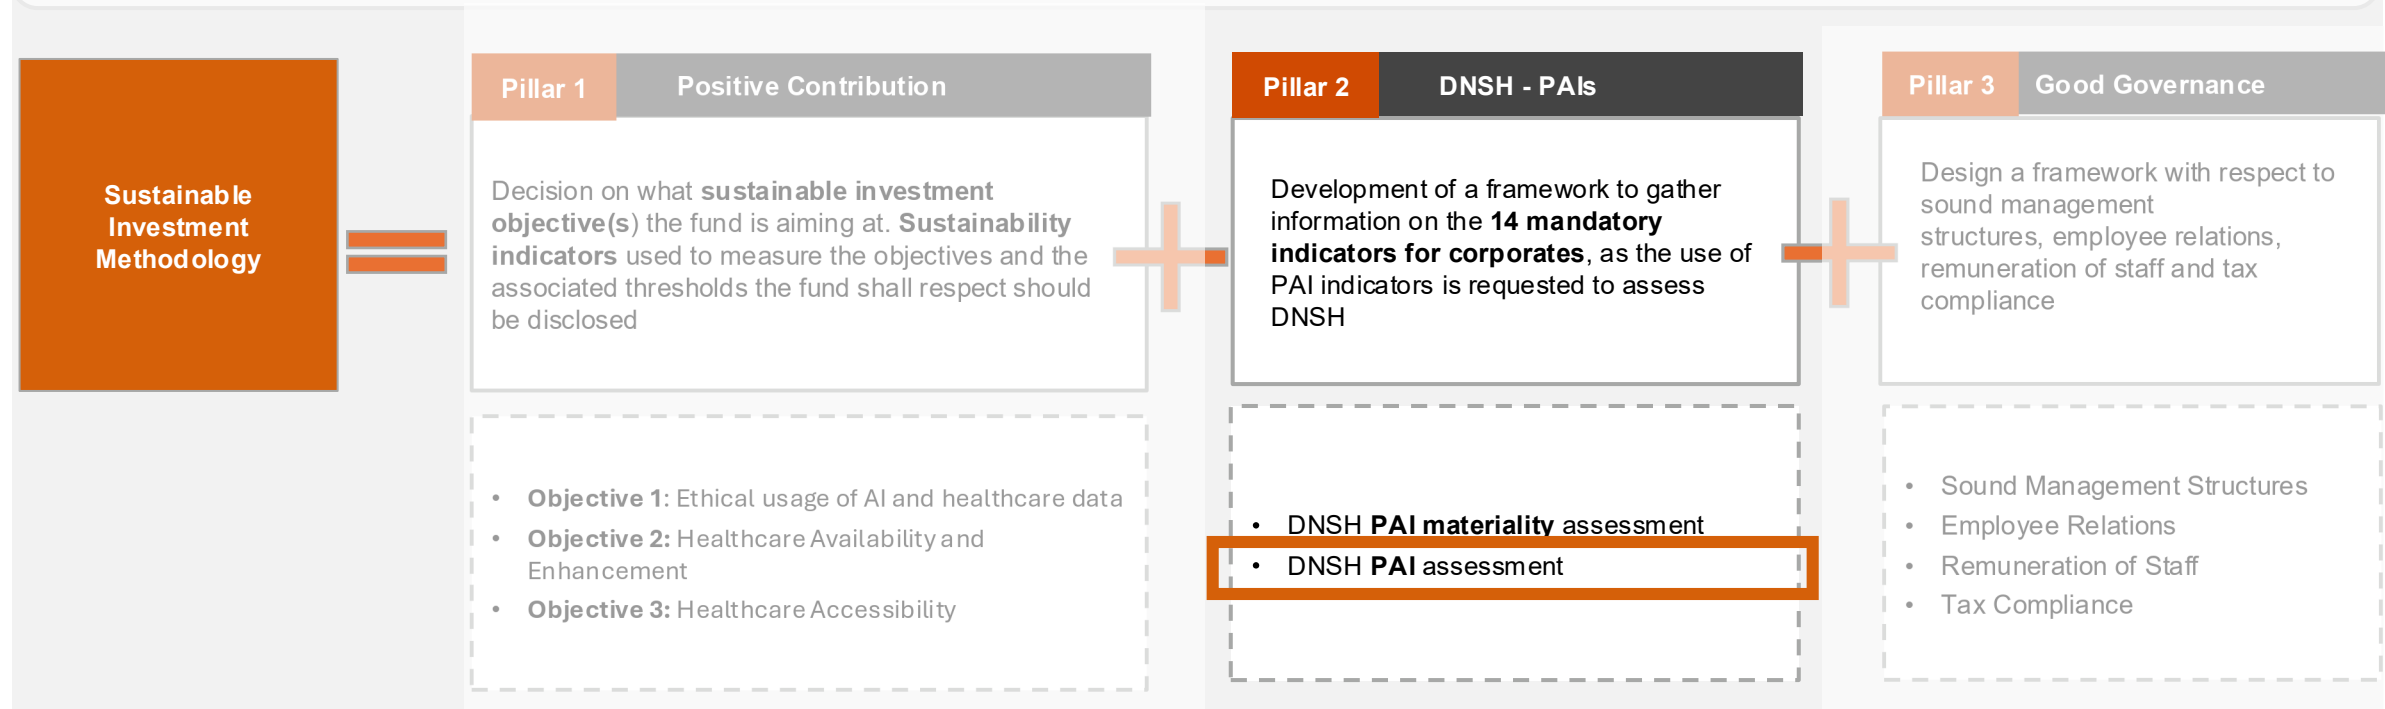 Sustainable
Investment
Methodology
Pillar 1
Positive Contribution
Decision on what sustainable investment
objective(s) the fund is aiming at. Sustainability
indicators used to measure the objectives and the
associated thresholds the fund shall respect should
be disclosed
• Objective 1: Ethical usage of AI and healthcare data
• Objective 2: Healthcare Availability and
Enhancement
• Objective 3: Healthcare Accessibility
Pillar 2
DNSH - PAIs
Development of a framework to gather
information on the 14 mandatory
indicators for corporates, as the use of
PAI indicators is requested to assess
DNSH
• DNSH PAI materiality assessment
• DNSH PAI assessment
Pillar 3
Good Governance
Design a framework with respect to
sound management
structures, employee relations,
remuneration of staff and tax
compliance
• Sound Management Structures
• Employee Relations
• Remuneration of Staff
• Tax Compliance